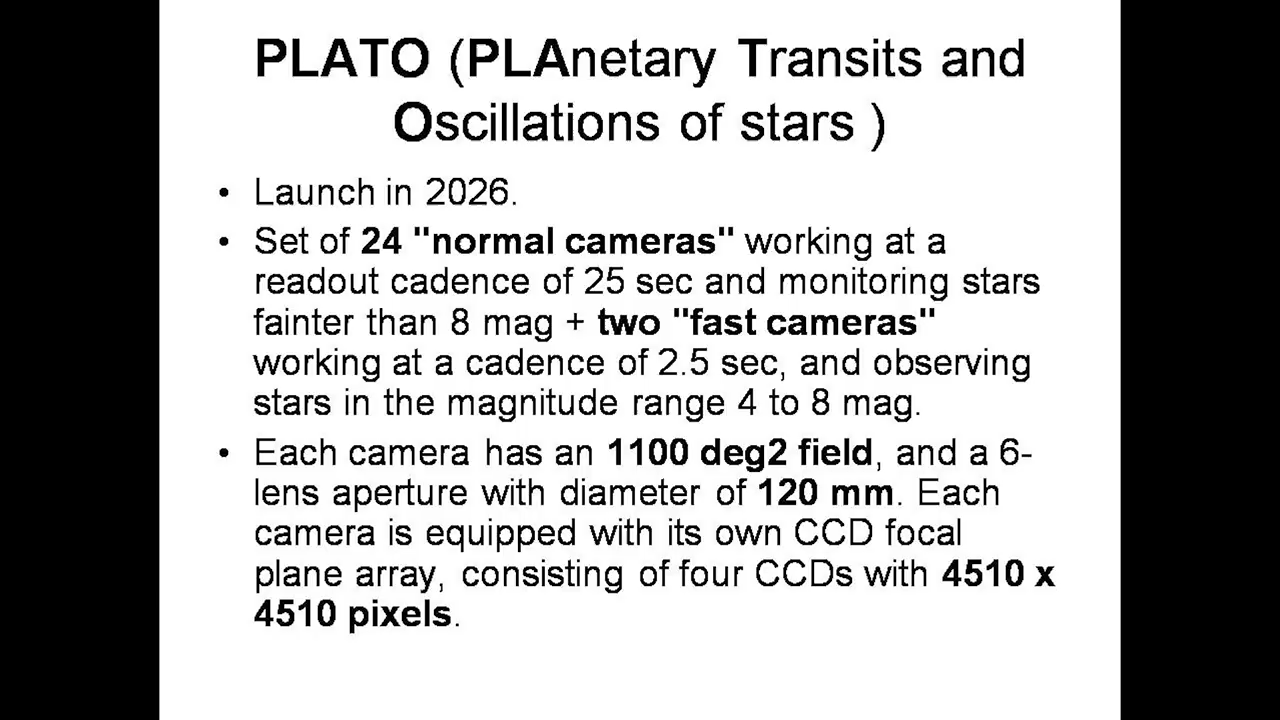 PLATO (PLAnetary Transits and
Oscillations of stars )
• Launch in 2026.
• Set of 24 "normal cameras" working at a
readout cadence of 25 sec and monitoring stars
fainter than 8 mag + two "fast cameras"
working at a cadence of 2.5 sec, and observing
stars in the magnitude range 4 to 8 mag.
• Each camera has an 1100 deg2 field, and a 6-
lens aperture with diameter of 120 mm. Each
camera is equipped with its own CCD focal
plane array, consisting of four CCDs with 4510 x
4510 pixels.